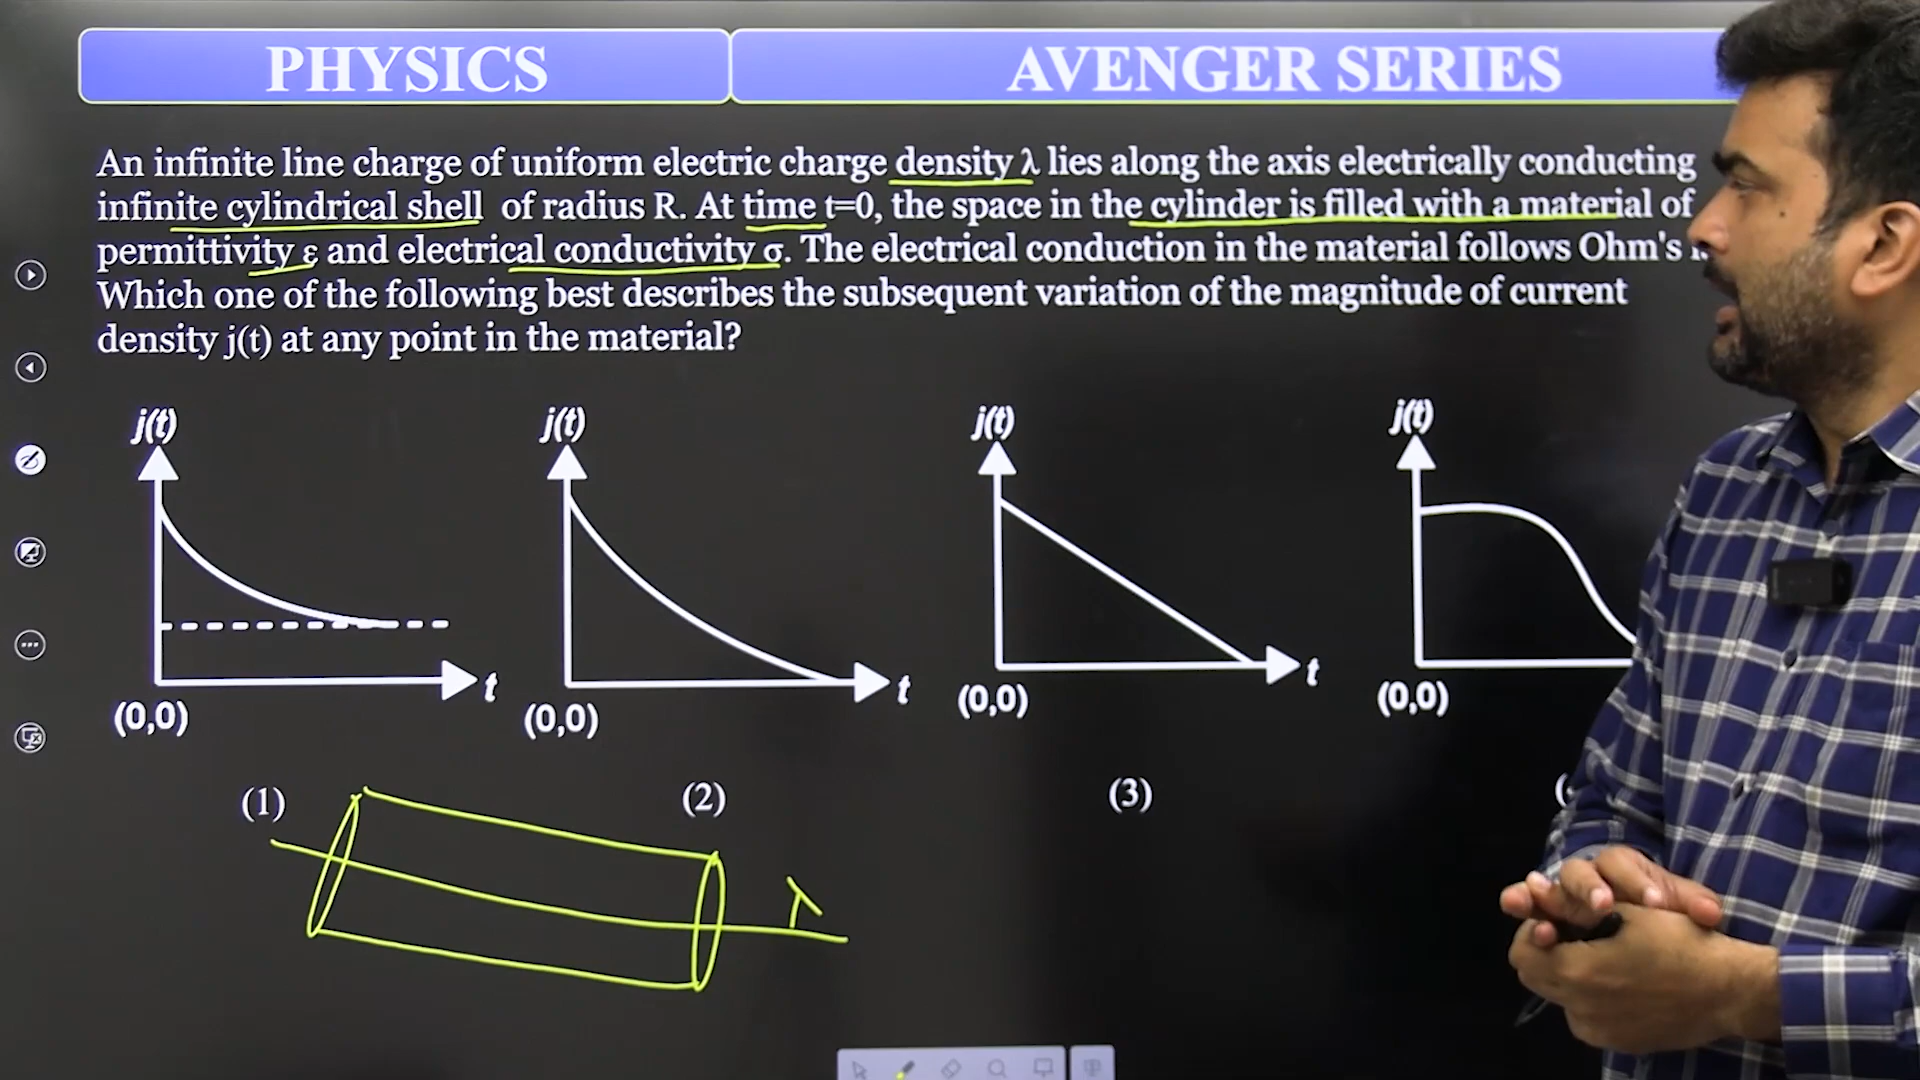 PHYSICS
AVENGER SERIES
An infinite line charge of uniform electric charge density λ lies along the axis electrically conducting
infinite cylindrical shell of radius R. At time t=0, the space in the cylinder is filled with a material of
permittivity ε and electrical conductivity σ. The electrical conduction in the material follows Ohm's
Which one of the following best describes the subsequent variation of the magnitude of current
density j(t) at any point in the material?
j(t)
j(t)
j(t)
j(t)
t
t
t
(0,0)
(0,0)
(0,0)
(0,0)
(1)
(2)
(3)
λ